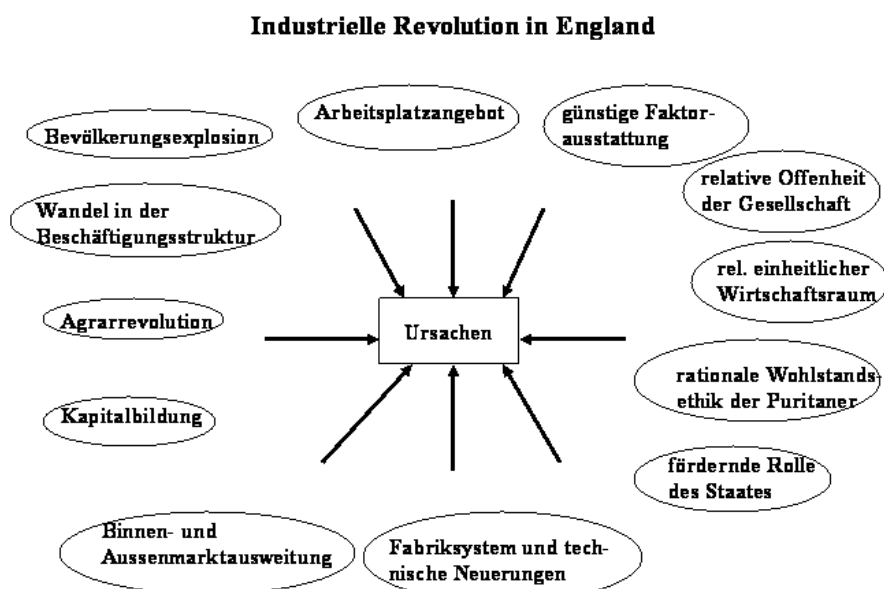 Industrielle Revolution in England
Bevölkerungsexplosion
Arbeitsplatzangebot
günstige Faktor-
ausstattung
relative Offenheit
der Gesellschaft
Wandel in der
Beschäftigungsstruktur
rel. einheitlicher
Wirtschaftsraum
Agrarrevolution
Ursachen
rationale Wohlstands-
ethik der Puritaner
Kapitalbildung
fördernde Rolle
des Staates
Binnen- und
Aussenmarktausweitung
Fabriksystem und tech-
nische Neuerungen